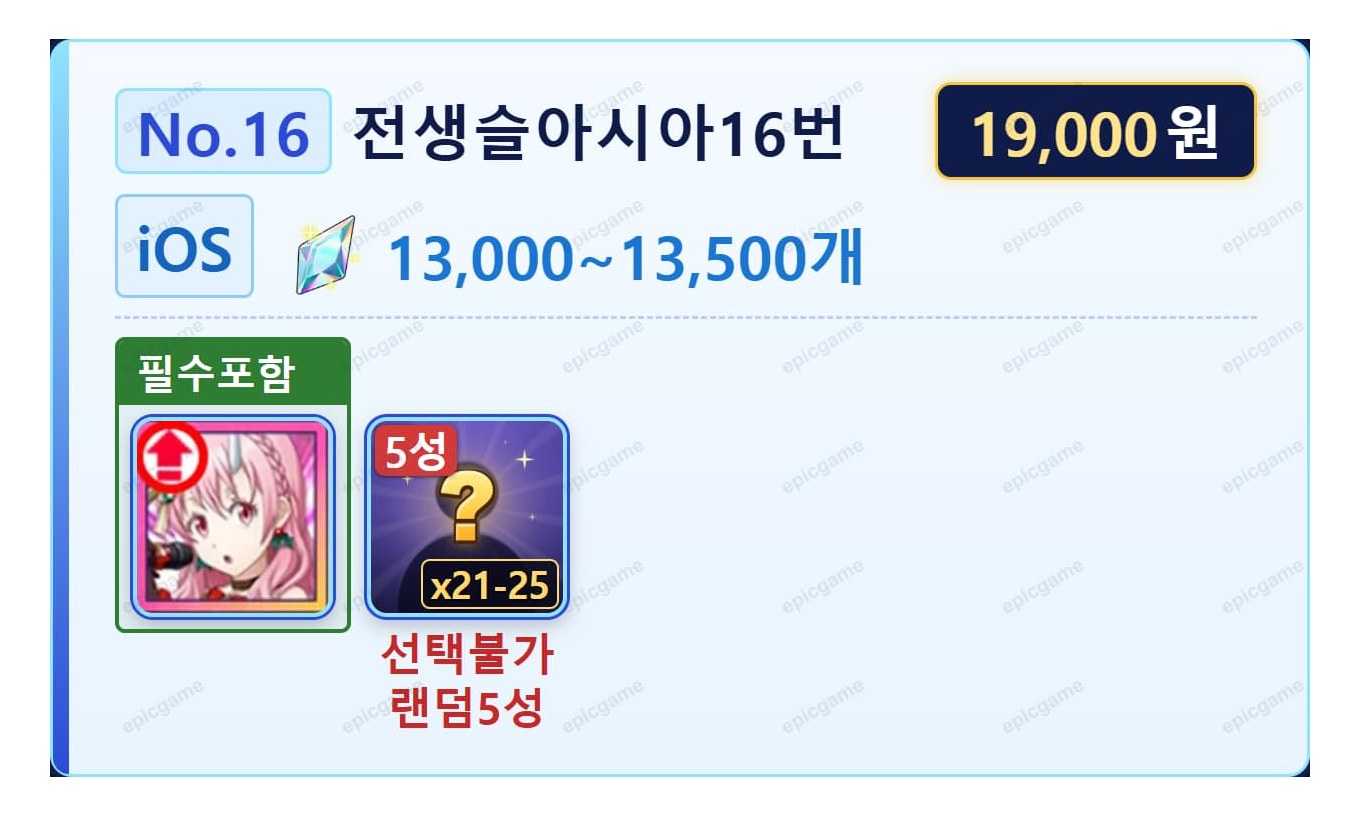 No.16 전생슬아시아16번 19,000원
iOS 13,000~13,500개
필수포함
5성
x21-25
선택불가
랜덤5성
epicgame